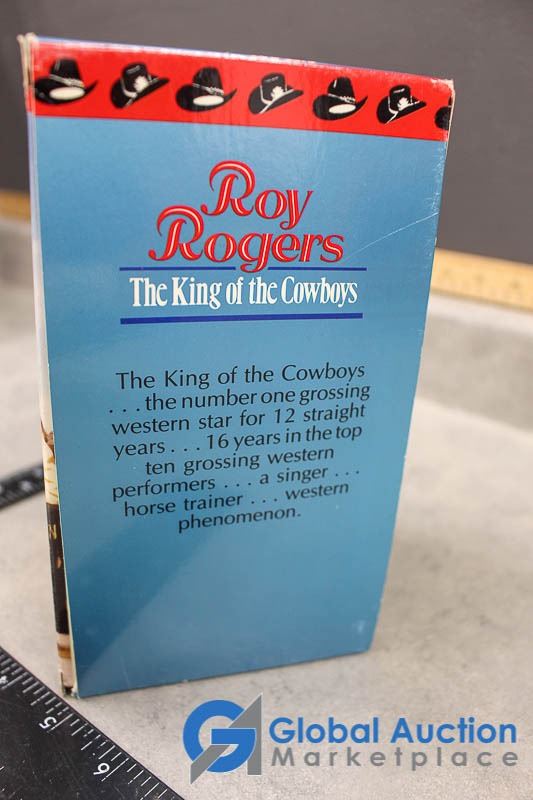 Roy
Rogers
The King of the Cowboys
The King of the Cowboys
. . . the number one grossing
western star for 12 straight
years . . . 16 years in the top
ten grossing western
performers . . . a singer . . .
horse trainer . . . western
phenomenon.
5
6
Global Auction
Marketplace